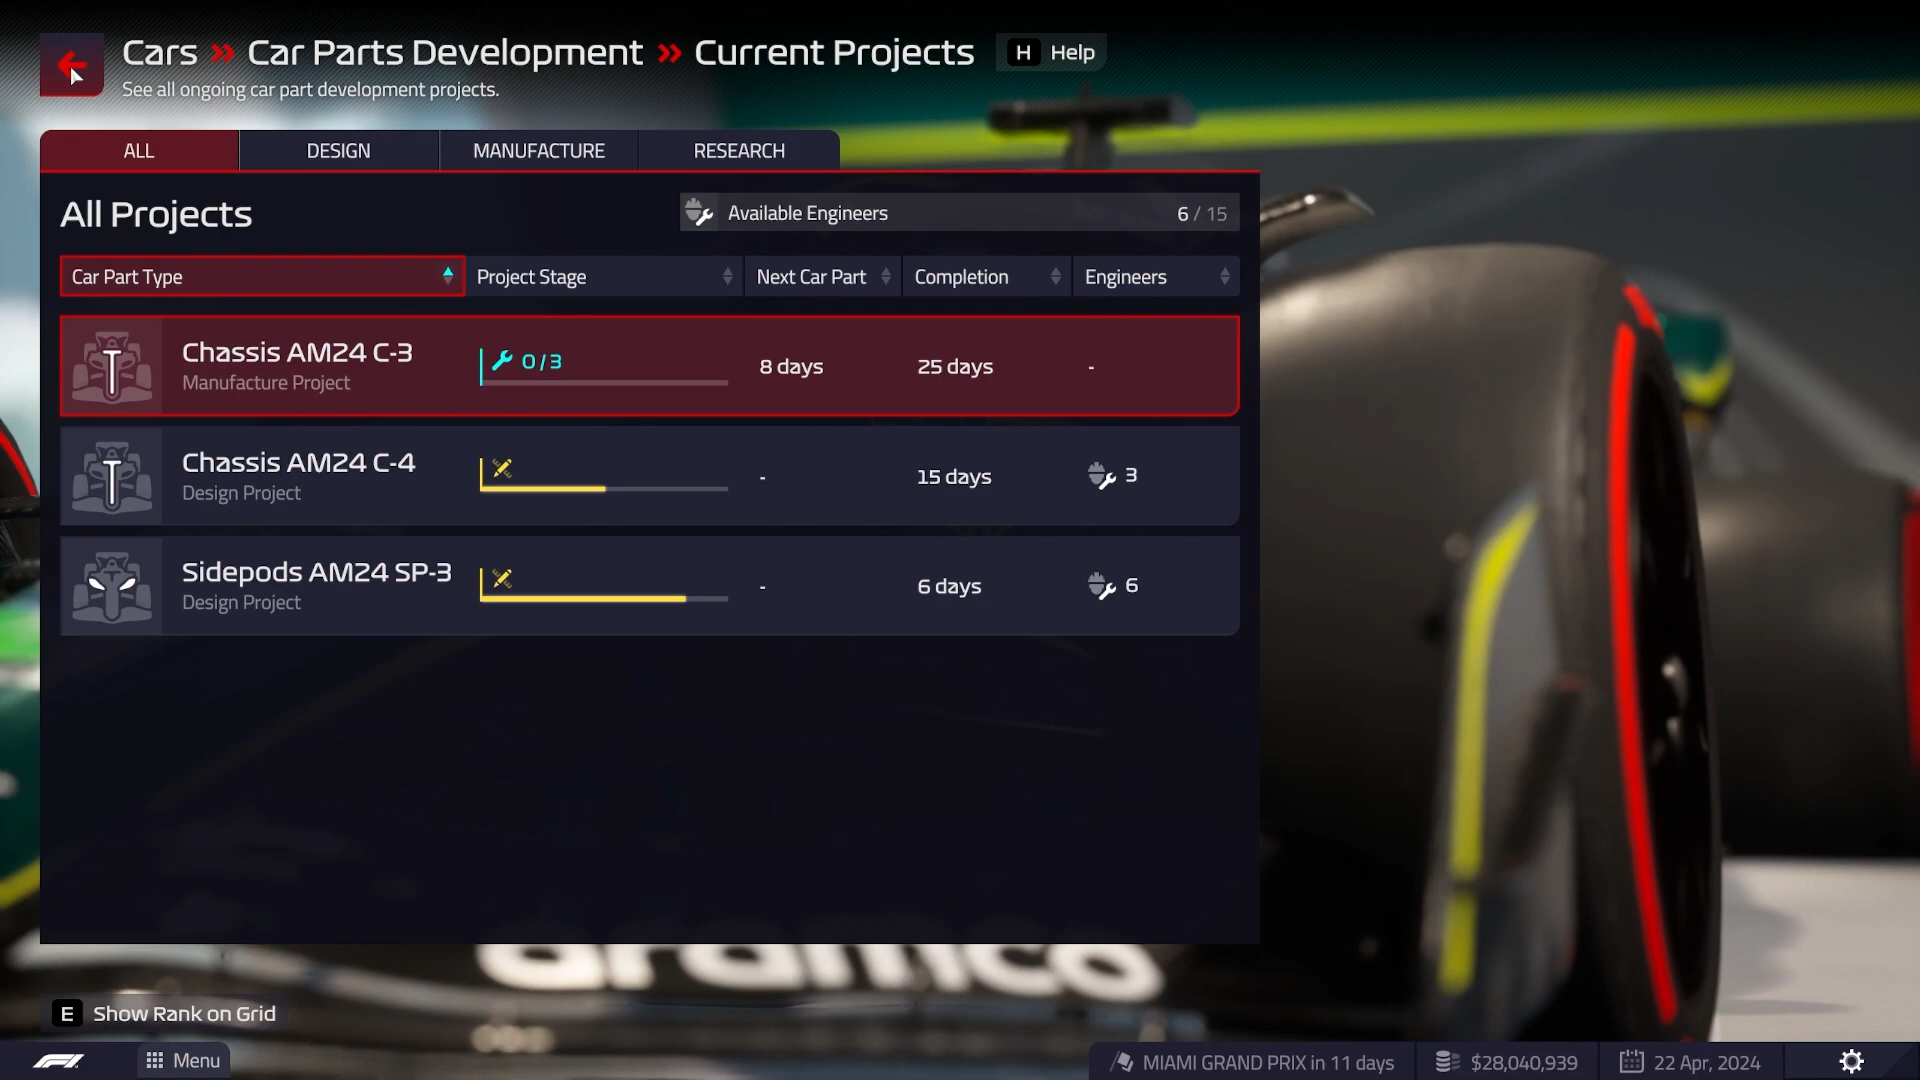 Cars » Car Parts Development » Current Projects H Help
See all ongoing car part development projects.
ALL DESIGN MANUFACTURE RESEARCH
All Projects Available Engineers 6 / 15
Car Part Type Project Stage Next Car Part Completion Engineers
Chassis AM24 C-3 0/3 8 days 25 days -
Manufacture Project
Chassis AM24 C-4 - 15 days 3
Design Project
Sidepods AM24 SP-3 - 6 days 6
Design Project
aramco
E Show Rank on Grid
F1 Menu MIAMI GRAND PRIX in 11 days $28,040,939 22 Apr, 2024